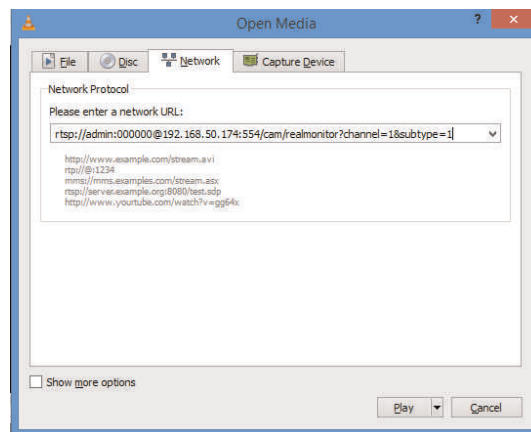 Open Media
? ×
File Disc Network Capture Device
Network Protocol
Please enter a network URL:
rtsp://admin:000000@192.168.50.174:554/cam/realmonitor?channel=1&subtype=1
http://www.example.com/stream.avi
rtp://@:1234
mms://mms.examples.com/stream.asx
rtsp://server.example.org:8080/test.sdp
http://www.yourtube.com/watch?v=gg64x
Show more options
Play Cancel